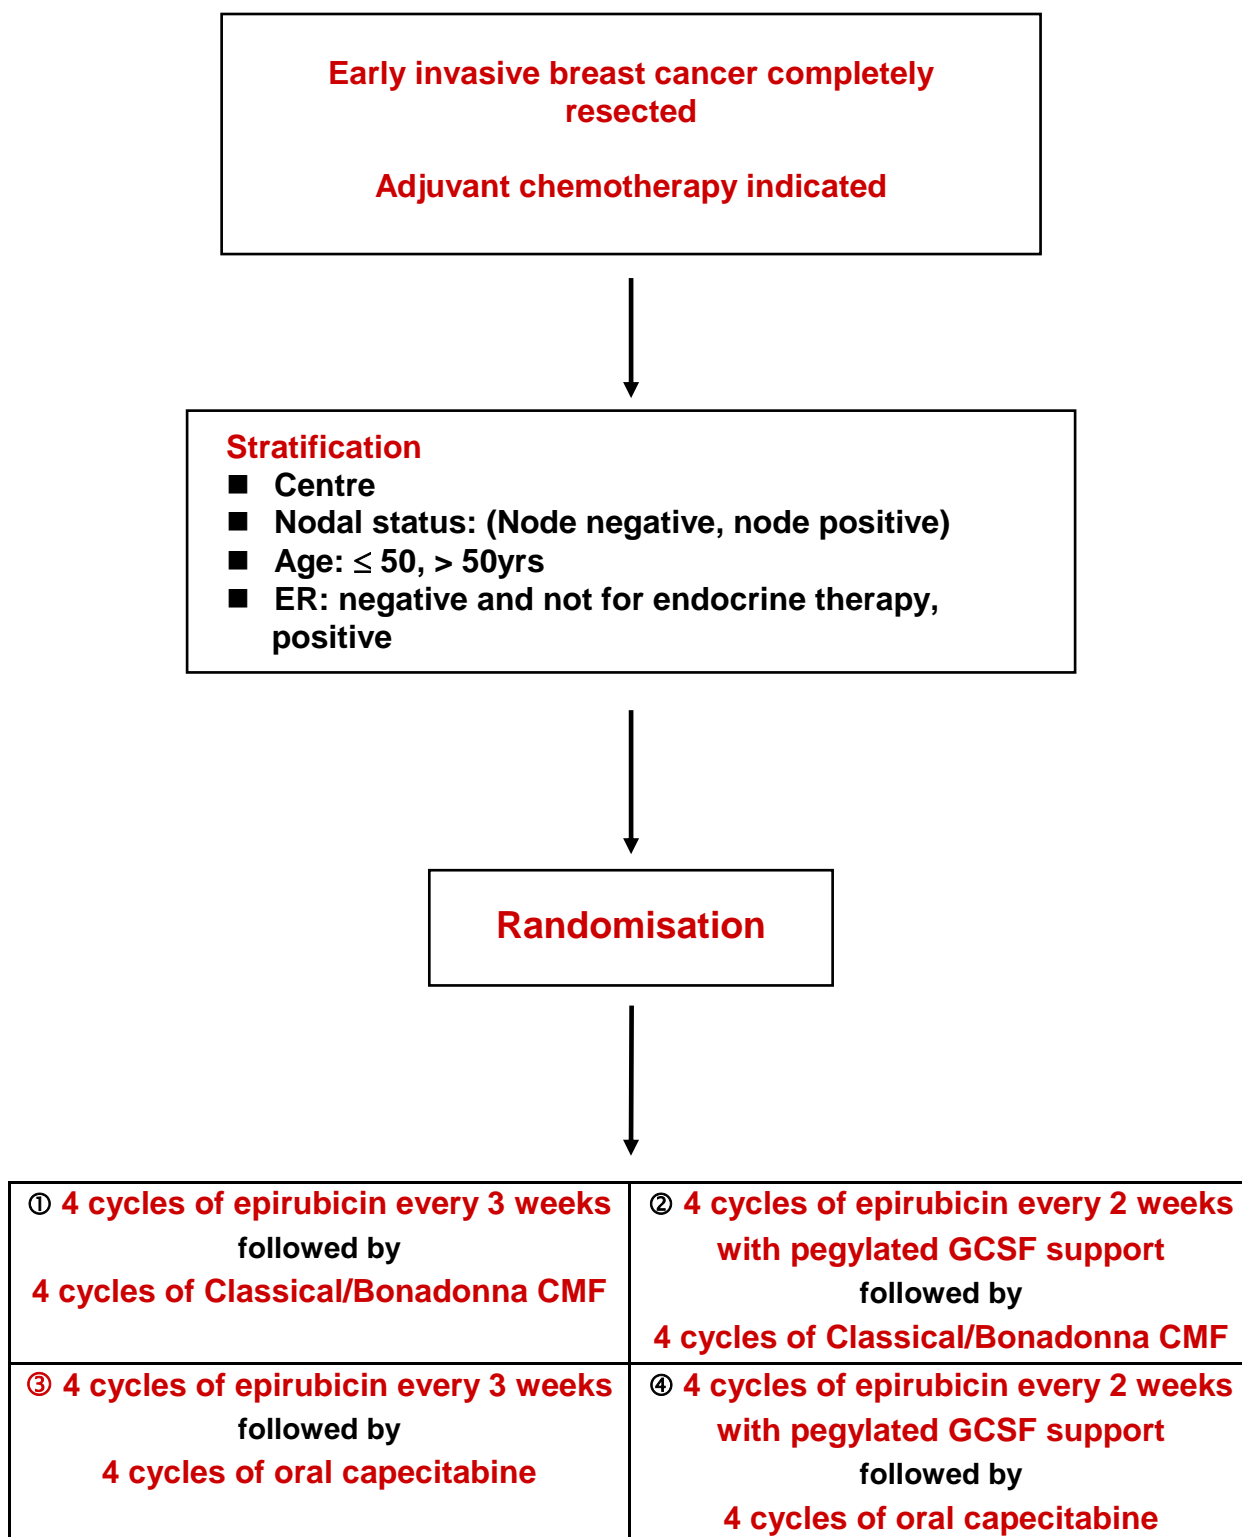 Early invasive breast cancer completely
resected
Adjuvant chemotherapy indicated
Stratification
■ Centre
■ Nodal status: (Node negative, node positive)
■ Age: ≤ 50, > 50yrs
■ ER: negative and not for endocrine therapy,
positive
Randomisation
① 4 cycles of epirubicin every 3 weeks
followed by
4 cycles of Classical/Bonadonna CMF
② 4 cycles of epirubicin every 2 weeks
with pegylated GCSF support
followed by
4 cycles of Classical/Bonadonna CMF
③ 4 cycles of epirubicin every 3 weeks
followed by
4 cycles of oral capecitabine
④ 4 cycles of epirubicin every 2 weeks
with pegylated GCSF support
followed by
4 cycles of oral capecitabine